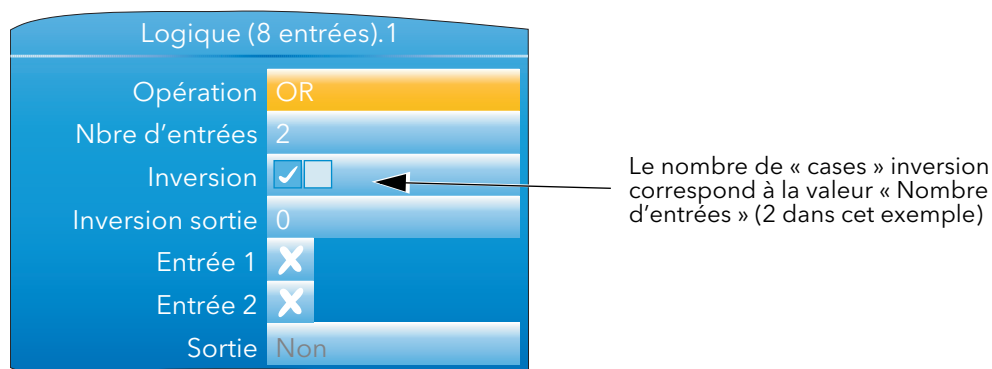 Logique (8 entrées).1
Opération OR
Nbre d'entrées 2
Inversion
Inversion sortie 0
Entrée 1
Entrée 2
Sortie Non
Le nombre de « cases » inversion
correspond à la valeur « Nombre
d'entrées » (2 dans cet exemple)